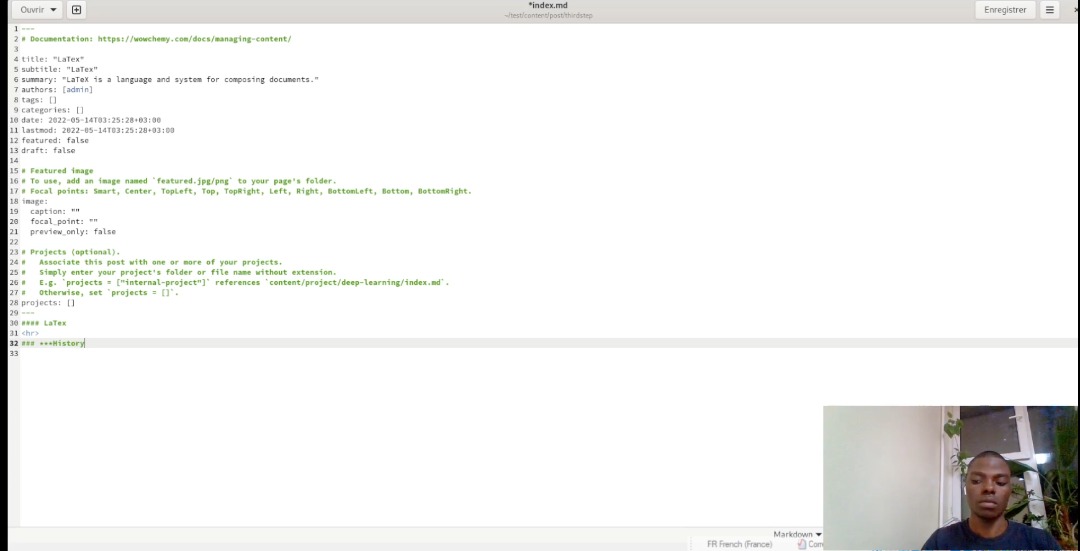 Ouvrir
*index.md
~/test/content/post/thirdstep
Enregistrer
1 ---
2 # Documentation: https://wowchemy.com/docs/managing-content/
3
4 title: "LaTex"
5 subtitle: "LaTex"
6 summary: "LaTeX is a language and system for composing documents."
7 authors: [admin]
8 tags: []
9 categories: []
10 date: 2022-05-14T03:25:28+03:00
11 lastmod: 2022-05-14T03:25:28+03:00
12 featured: false
13 draft: false
14
15 # Featured image
16 # To use, add an image named `featured.jpg/png` to your page's folder.
17 # Focal points: Smart, Center, TopLeft, Top, TopRight, Left, Right, BottomLeft, Bottom, BottomRight.
18 image:
19 caption: ""
20 focal_point: ""
21 preview_only: false
22
23 # Projects (optional).
24 # Associate this post with one or more of your projects.
25 # Simply enter your project's folder or file name without extension.
26 # E.g. `projects = ["internal-project"]` references `content/project/deep-learning/index.md`.
27 # Otherwise, set `projects = []`.
28 projects: []
29 ---
30 #### LaTex
31 <hr>
32 ### ***History
33
Markdown
FR French (France)